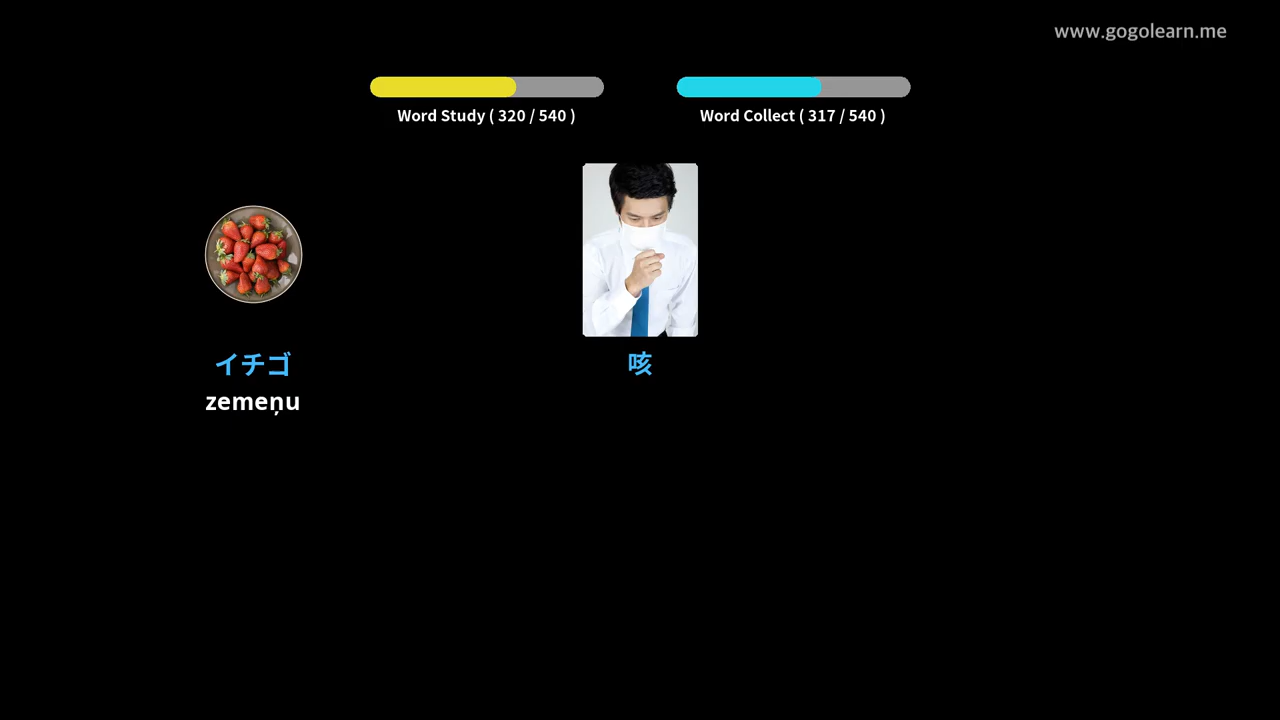 www.gogolearn.me
Word Study ( 320 / 540 )
Word Collect ( 317 / 540 )
イチゴ
zemeņu
咳